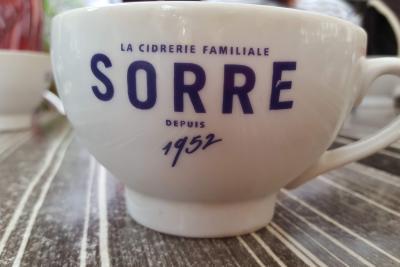 LA CIDRERIE FAMILIALE
SORRE
DEPUIS
1952